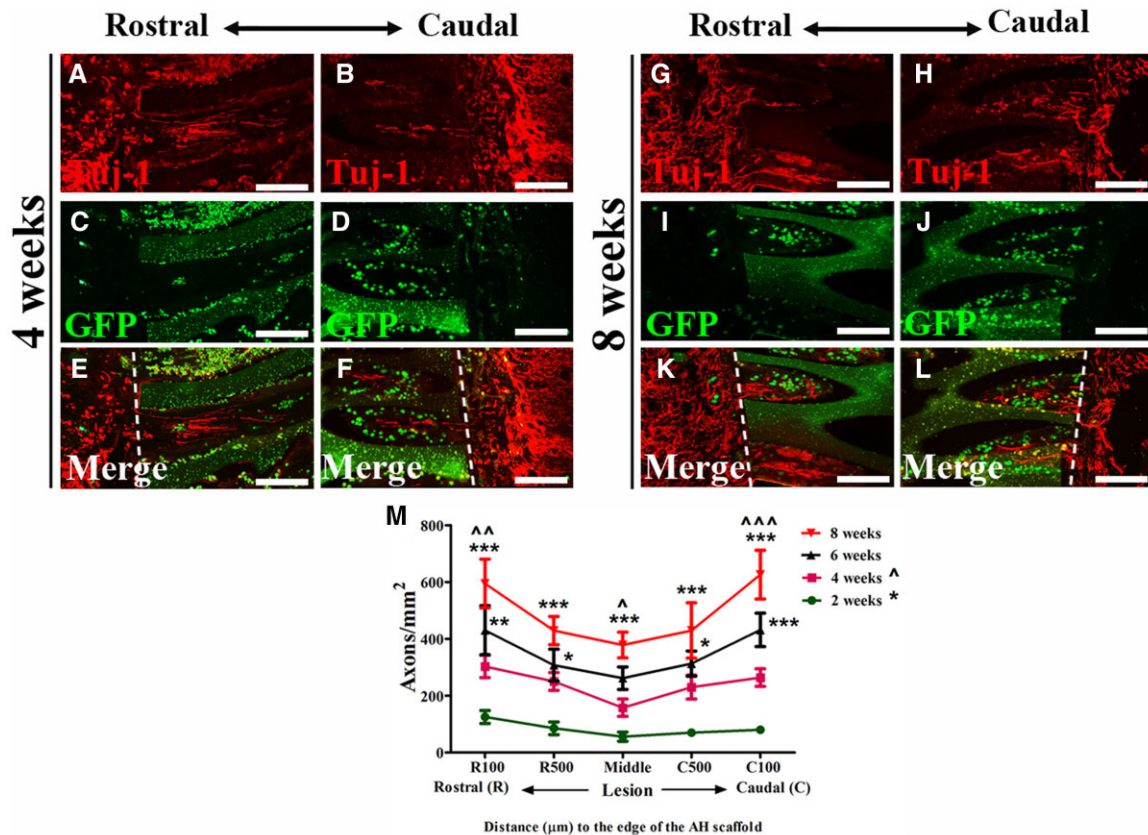 Rostral Caudal
Rostral Caudal
4 weeks
A B
Tuj-1 Tuj-1
C D
GFP GFP
E F
Merge Merge
8 weeks
G H
Tuj-1 Tuj-1
I J
GFP GFP
K L
Merge Merge
M
Axons/mm²
800
600
400
200
0
^^
***
***
^
***
***
^^^
***
**
*
*
***
8 weeks
6 weeks
4 weeks ^
2 weeks *
R100 R500 Middle C500 C100
Rostral (R) Lesion Caudal (C)
Distance (μm) to the edge of the AH scaffold